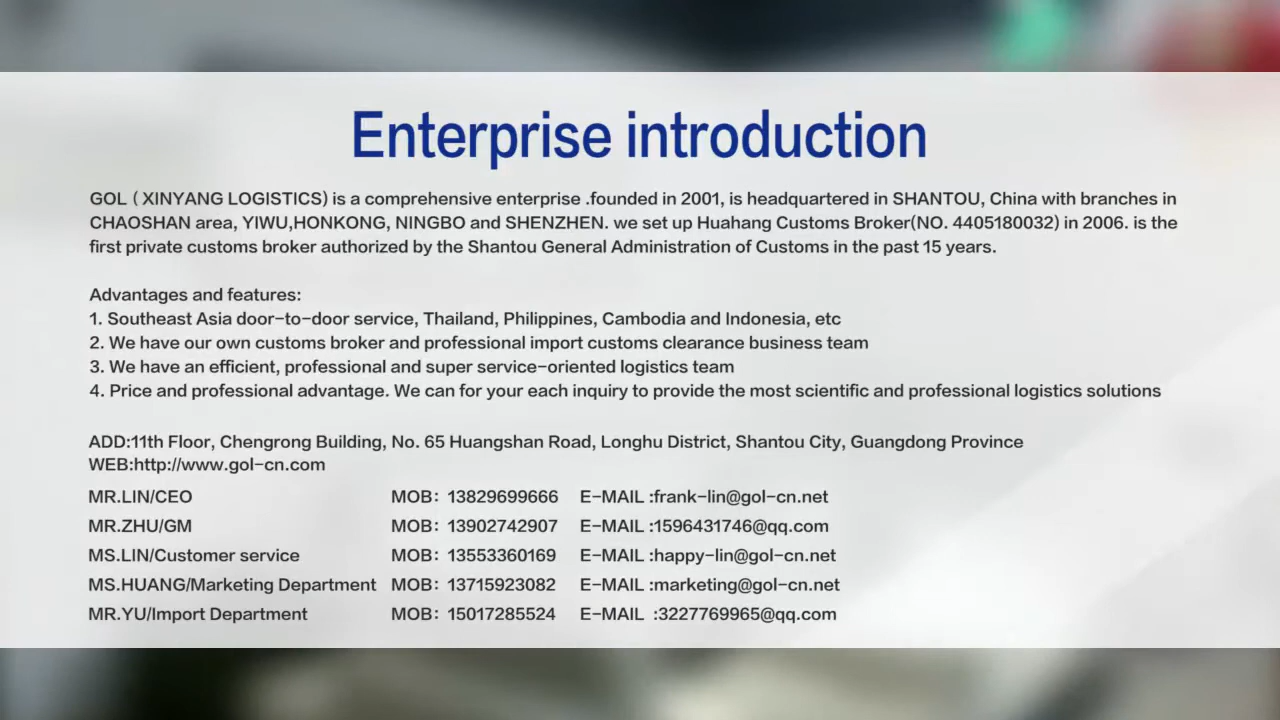 Enterprise introduction
GOL ( XINYANG LOGISTICS) is a comprehensive enterprise .founded in 2001, is headquartered in SHANTOU, China with branches in
CHAOSHAN area, YIWU,HONKONG, NINGBO and SHENZHEN. we set up Huahang Customs Broker(NO. 4405180032) in 2006. is the
first private customs broker authorized by the Shantou General Administration of Customs in the past 15 years.
Advantages and features:
1. Southeast Asia door-to-door service, Thailand, Philippines, Cambodia and Indonesia, etc
2. We have our own customs broker and professional import customs clearance business team
3. We have an efficient, professional and super service-oriented logistics team
4. Price and professional advantage. We can for your each inquiry to provide the most scientific and professional logistics solutions
ADD:11th Floor, Chengrong Building, No. 65 Huangshan Road, Longhu District, Shantou City, Guangdong Province
WEB:http://www.gol-cn.com
MR.LIN/CEO MOB: 13829699666 E-MAIL :frank-lin@gol-cn.net
MR.ZHU/GM MOB: 13902742907 E-MAIL :1596431746@qq.com
MS.LIN/Customer service MOB: 13553360169 E-MAIL :happy-lin@gol-cn.net
MS.HUANG/Marketing Department MOB: 13715923082 E-MAIL :marketing@gol-cn.net
MR.YU/Import Department MOB: 15017285524 E-MAIL :3227769965@qq.com